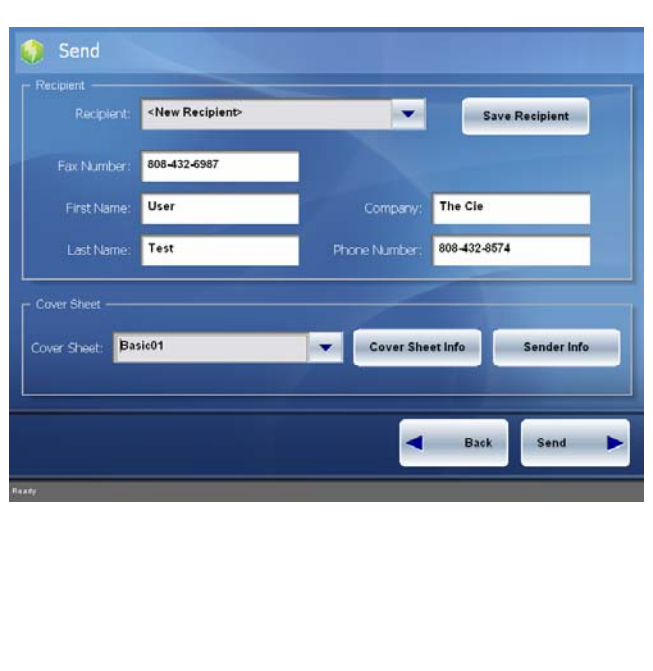 Send
Recipient
Recipient: <New Recipient> Save Recipient
Fax Number: 808-432-6987
First Name: User Company: The Cie
Last Name: Test Phone Number: 808-432-8574
Cover Sheet
Cover Sheet: Basic01 Cover Sheet Info Sender Info
Back Send
Ready